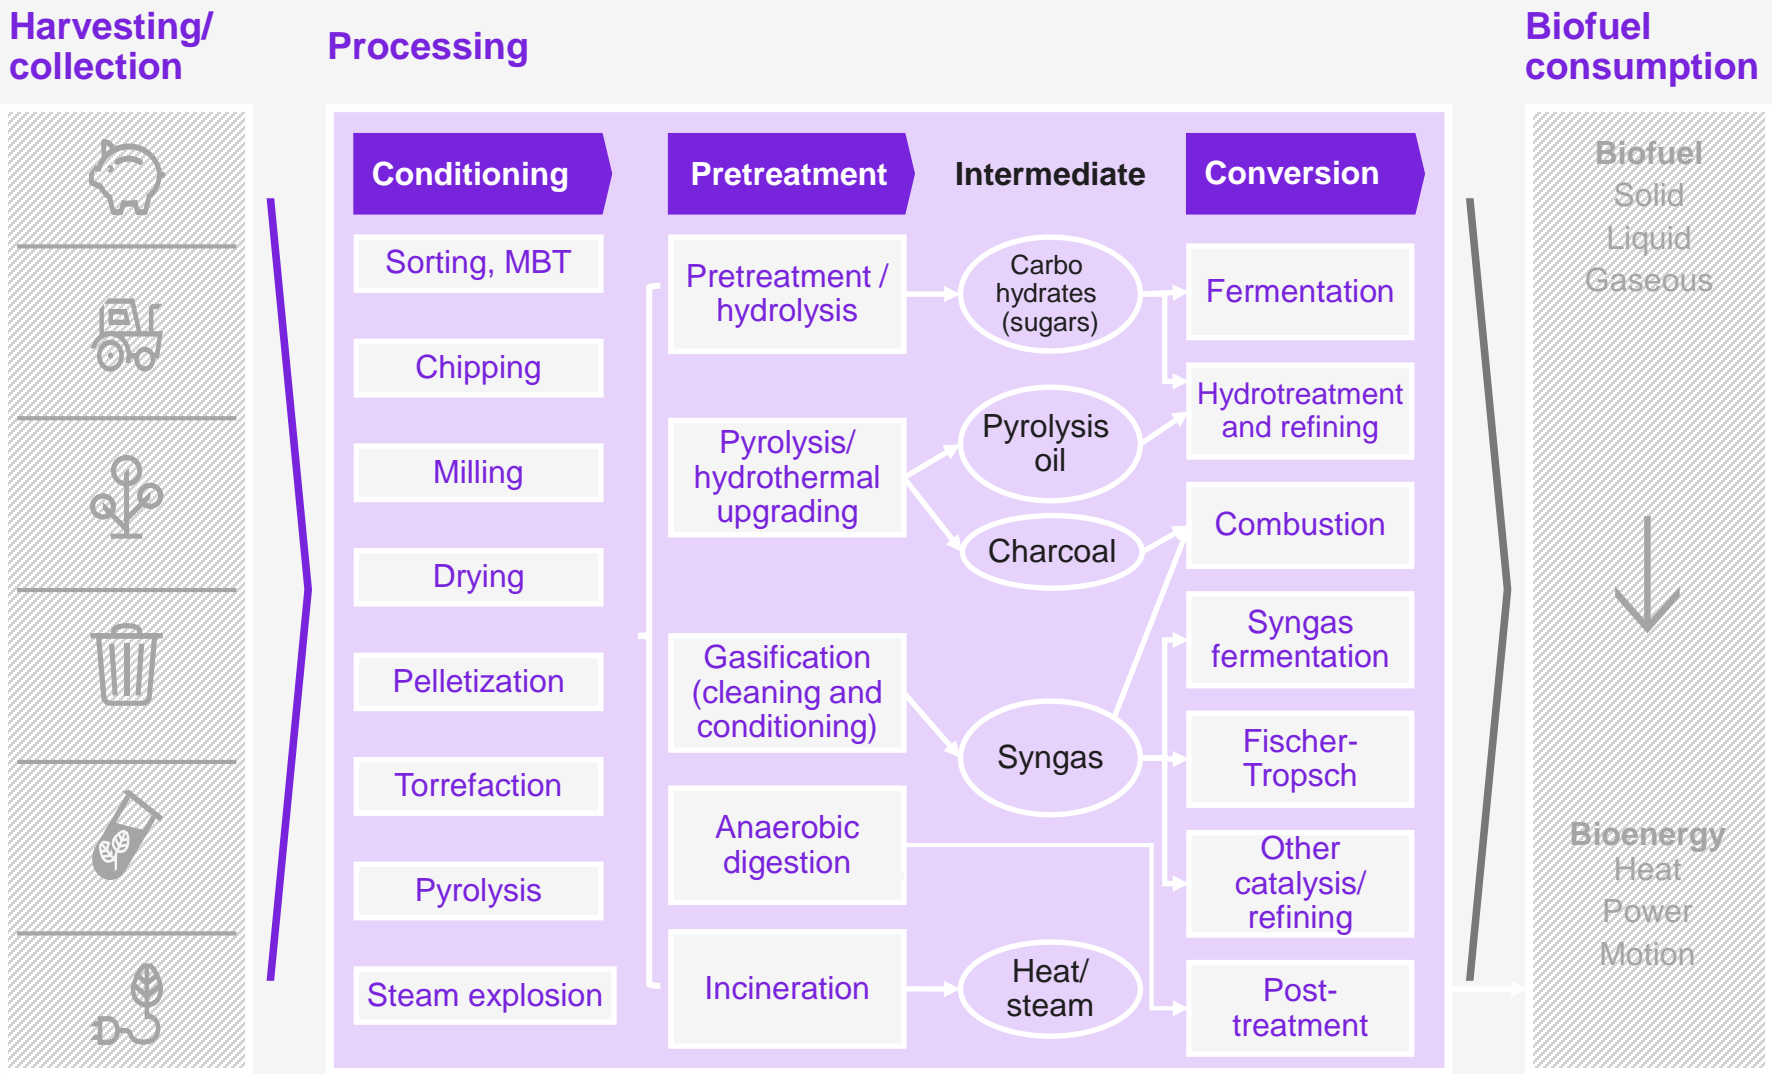 Harvesting/
collection
Processing
Biofuel
consumption
Conditioning
Sorting, MBT
Chipping
Milling
Drying
Pelletization
Torrefaction
Pyrolysis
Steam explosion
Pretreatment
Pretreatment /
hydrolysis
Pyrolysis/
hydrothermal
upgrading
Gasification
(cleaning and
conditioning)
Anaerobic
digestion
Incineration
Intermediate
Carbo
hydrates
(sugars)
Pyrolysis
oil
Charcoal
Syngas
Heat/
steam
Conversion
Fermentation
Hydrotreatment
and refining
Combustion
Syngas
fermentation
Fischer-
Tropsch
Other
catalysis/
refining
Post-
treatment
Biofuel
Solid
Liquid
Gaseous
Bioenergy
Heat
Power
Motion